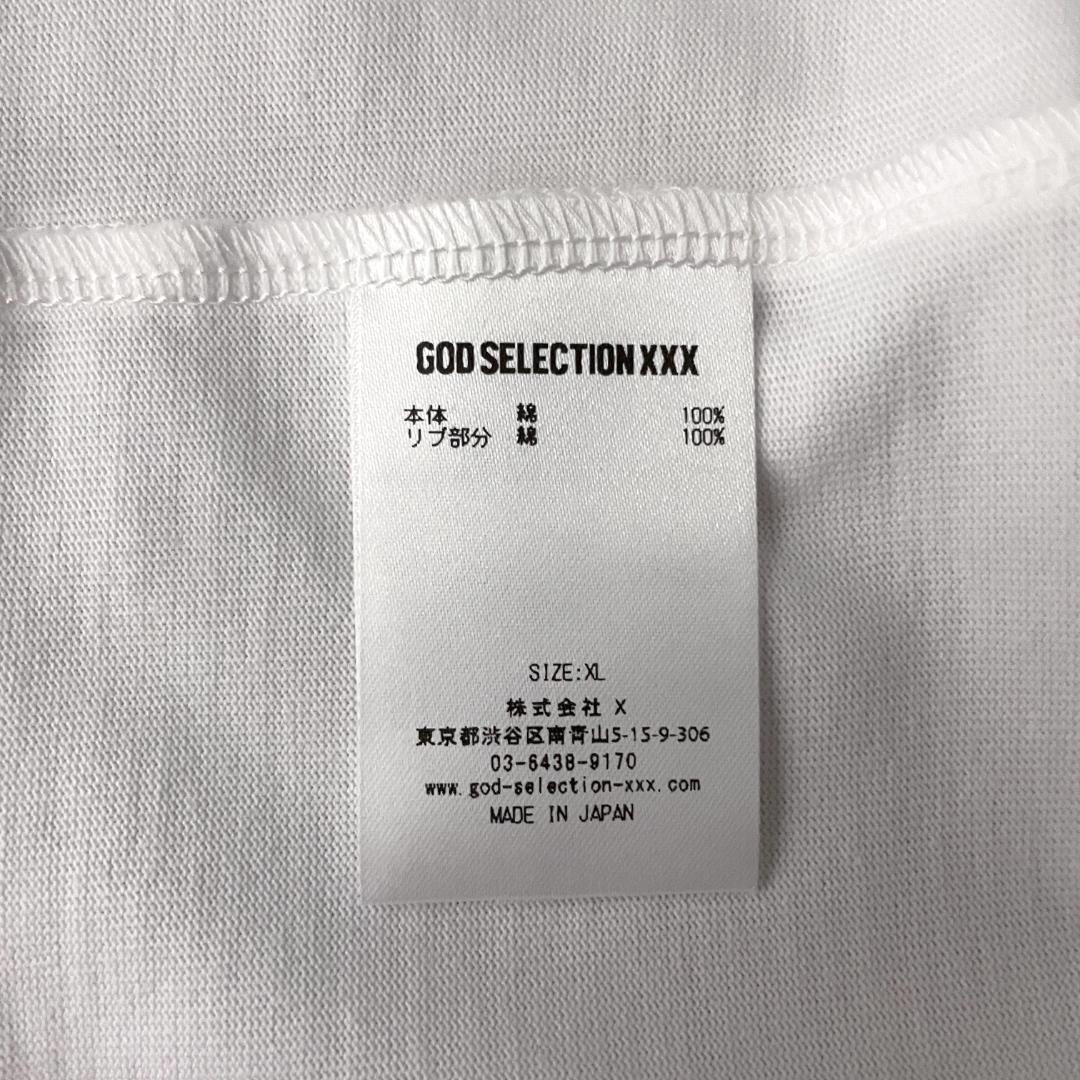 GOD SELECTION XXX
本体 綿 100%
リブ部分 綿 100%
SIZE:XL
株式会社 X
東京都渋谷区南青山5-15-9-306
03-6438-9170
www.god-selection-xxx.com
MADE IN JAPAN